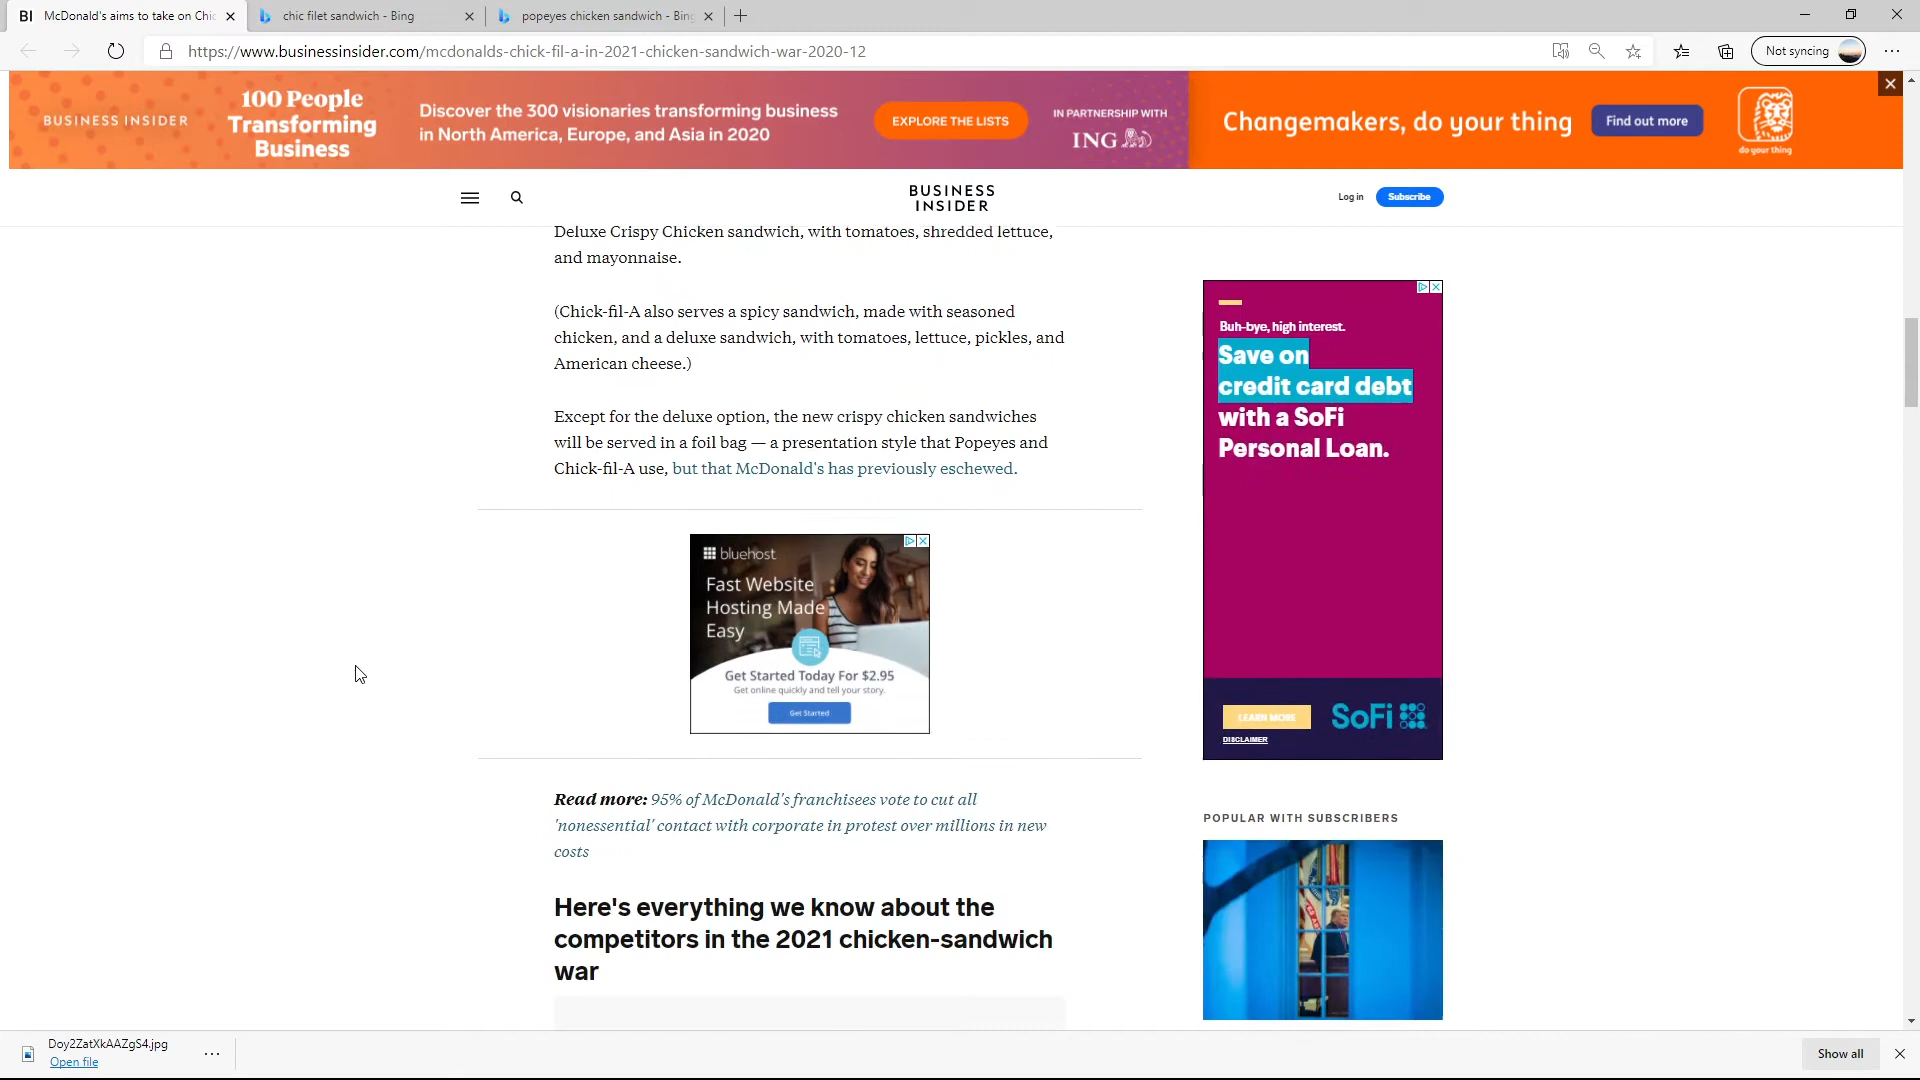 BI McDonald's aims to take on Chic
chic filet sandwich - Bing
popeyes chicken sandwich - Bing
https://www.businessinsider.com/mcdonalds-chick-fil-a-in-2021-chicken-sandwich-war-2020-12
Not syncing
BUSINESS INSIDER
100 People
Transforming
Business
Discover the 300 visionaries transforming business
in North America, Europe, and Asia in 2020
EXPLORE THE LISTS
IN PARTNERSHIP WITH
ING
Changemakers, do your thing
Find out more
do your thing
BUSINESS
INSIDER
Log in
Subscribe
Deluxe Crispy Chicken sandwich, with tomatoes, shredded lettuce,
and mayonnaise.
(Chick-fil-A also serves a spicy sandwich, made with seasoned
chicken, and a deluxe sandwich, with tomatoes, lettuce, pickles, and
American cheese.)
Except for the deluxe option, the new crispy chicken sandwiches
will be served in a foil bag — a presentation style that Popeyes and
Chick-fil-A use, but that McDonald's has previously eschewed.
bluehost
Fast Website
Hosting Made
Easy
Get Started Today For $2.95
Get online quickly and tell your story.
Get Started
Read more: 95% of McDonald's franchisees vote to cut all
'nonessential' contact with corporate in protest over millions in new
costs
Here's everything we know about the
competitors in the 2021 chicken-sandwich
war
Buh-bye, high interest.
Save on
credit card debt
with a SoFi
Personal Loan.
LEARN MORE
SoFi
DISCLAIMER
POPULAR WITH SUBSCRIBERS
Doy2ZatXkAAZgS4.jpg
Open file
Show all